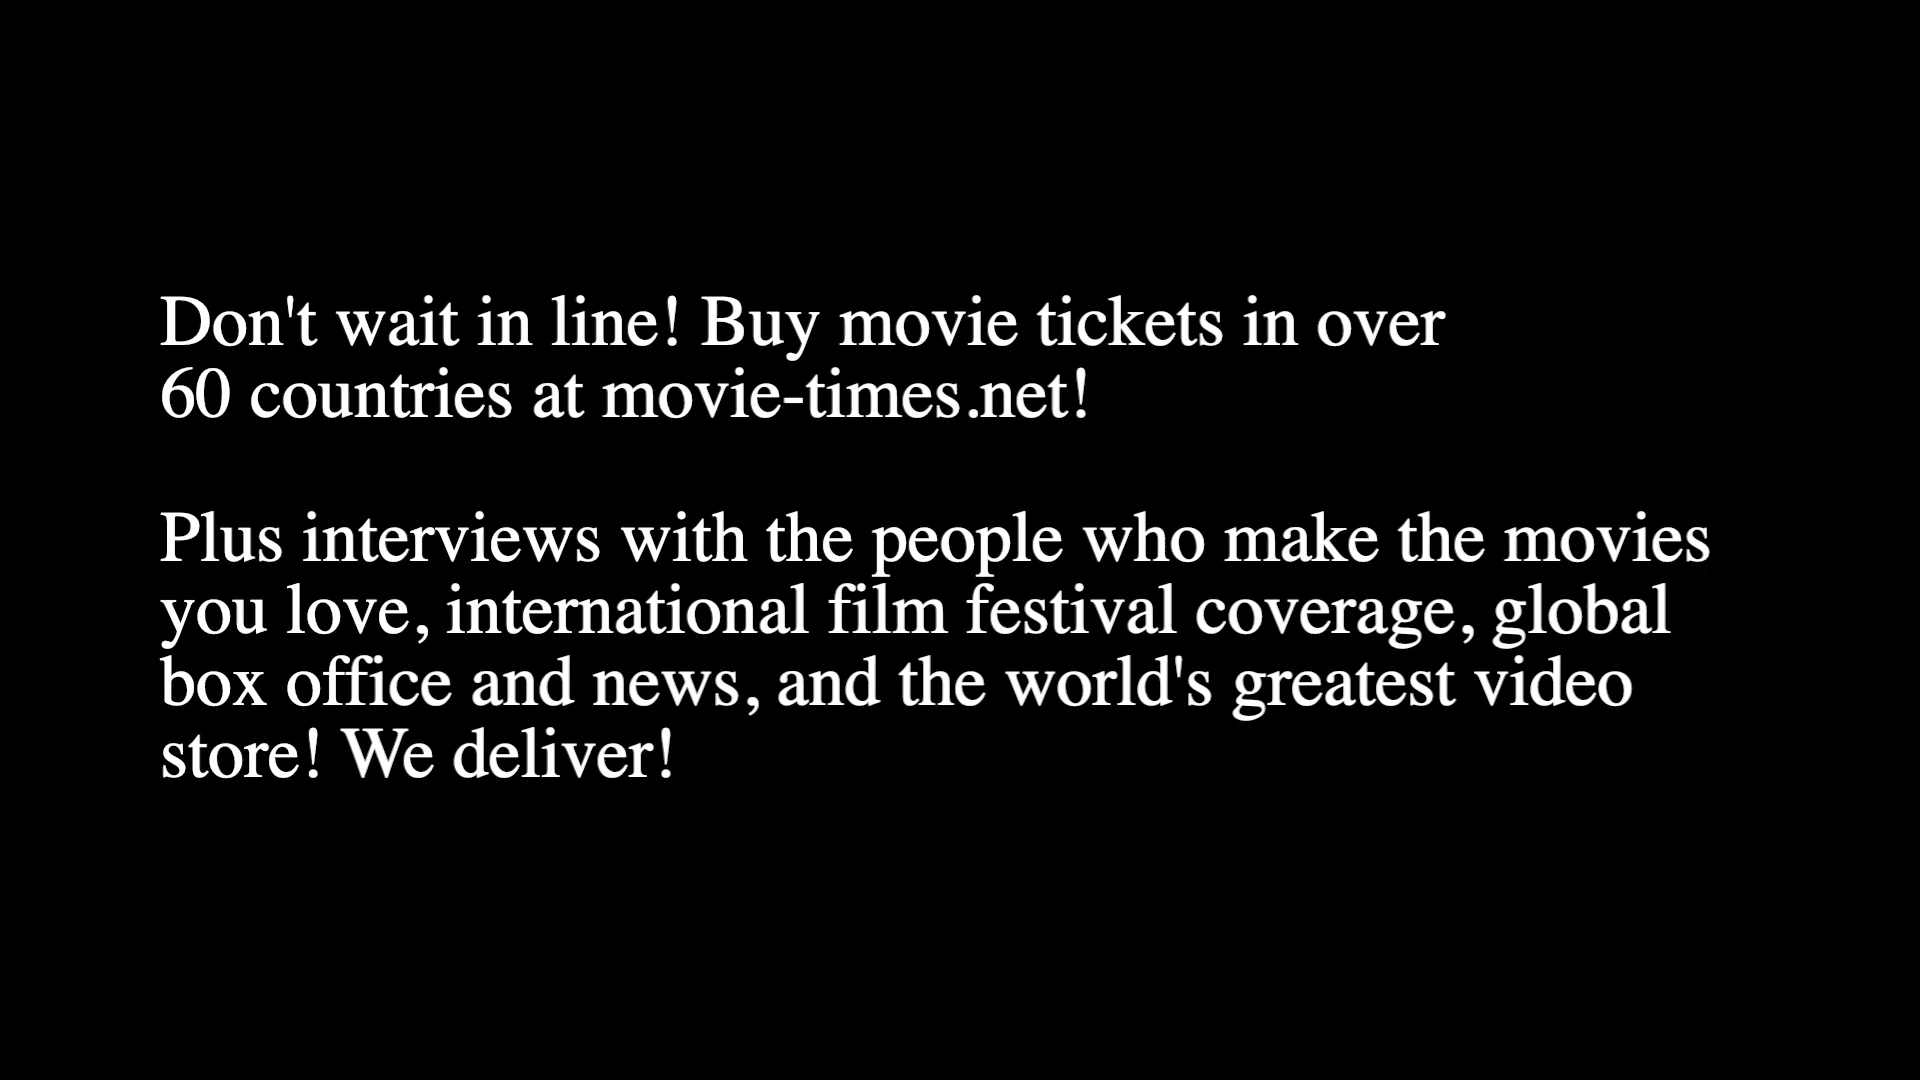 Don't wait in line! Buy movie tickets in over
60 countries at movie-times.net!
Plus interviews with the people who make the movies
you love, international film festival coverage, global
box office and news, and the world's greatest video
store! We deliver!